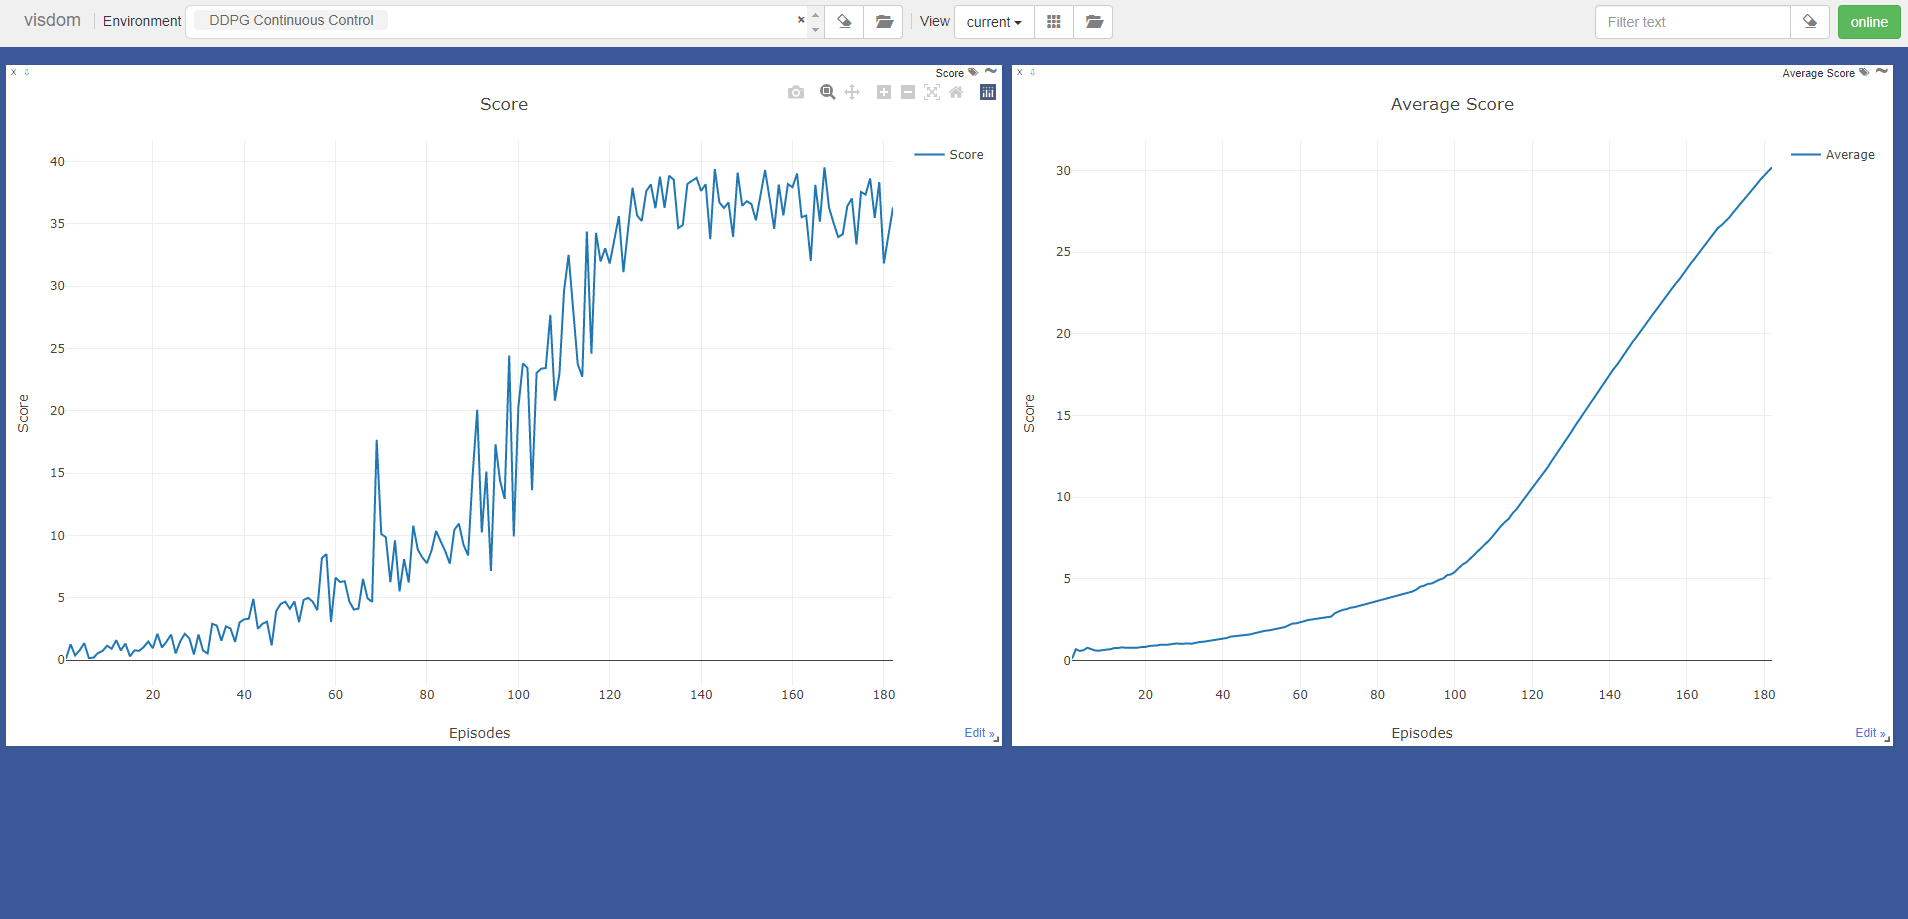 visdom Environment DDPG Continuous Control × View current Filter text online
X Score
Score
Score
40
35
30
25
20
15
10
5
0
Score
20 40 60 80 100 120 140 160 180
Episodes
Edit »
X Average Score
Average Score
Average
30
25
20
15
10
5
0
Score
20 40 60 80 100 120 140 160 180
Episodes
Edit »